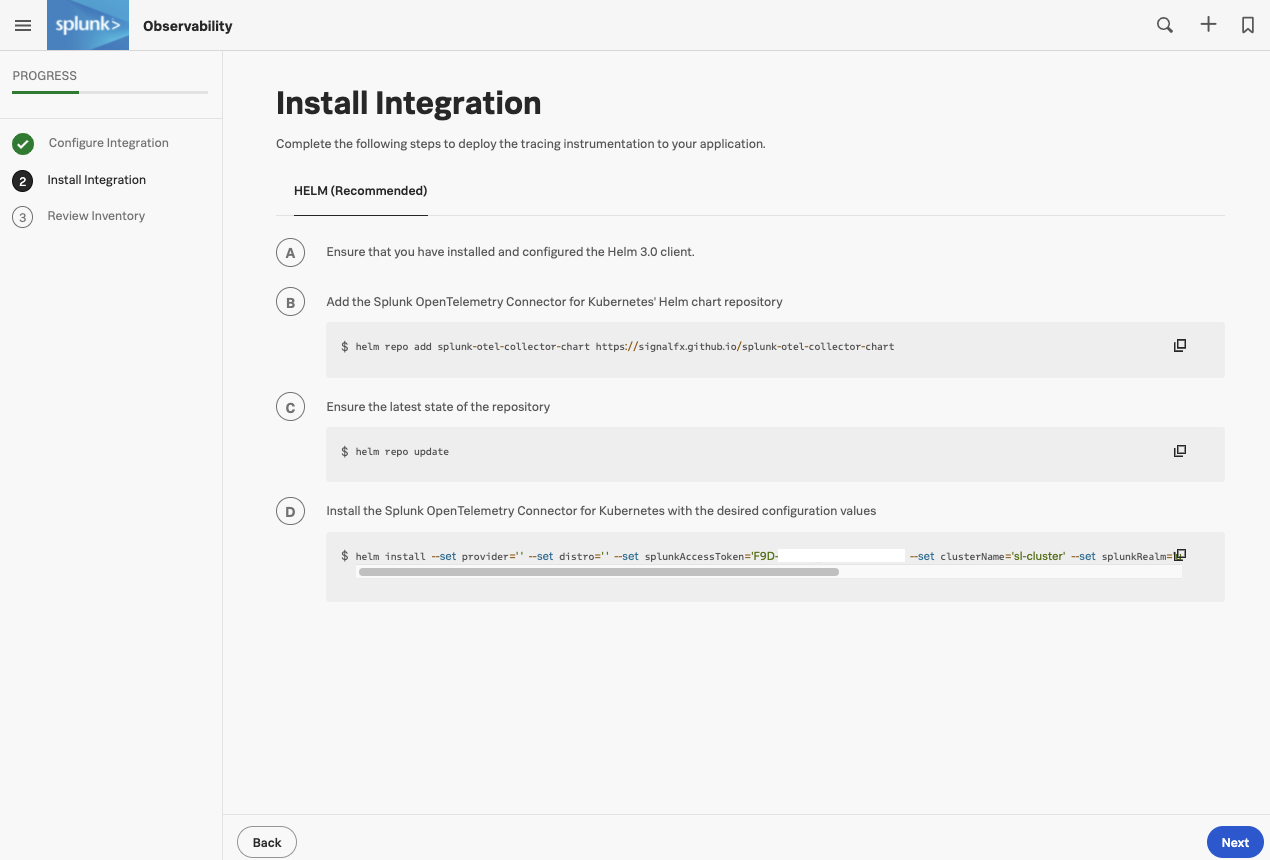 splunk> Observability
PROGRESS
Configure Integration
2 Install Integration
3 Review Inventory
Install Integration
Complete the following steps to deploy the tracing instrumentation to your application.
HELM (Recommended)
A Ensure that you have installed and configured the Helm 3.0 client.
B Add the Splunk OpenTelemetry Connector for Kubernetes' Helm chart repository
$ helm repo add splunk-otel-collector-chart https://signalfx.github.io/splunk-otel-collector-chart
C Ensure the latest state of the repository
$ helm repo update
D Install the Splunk OpenTelemetry Connector for Kubernetes with the desired configuration values
$ helm install --set provider='' --set distro='' --set splunkAccessToken='F9D- --set clusterName='sl-cluster' --set splunkRealm=
Back
Next